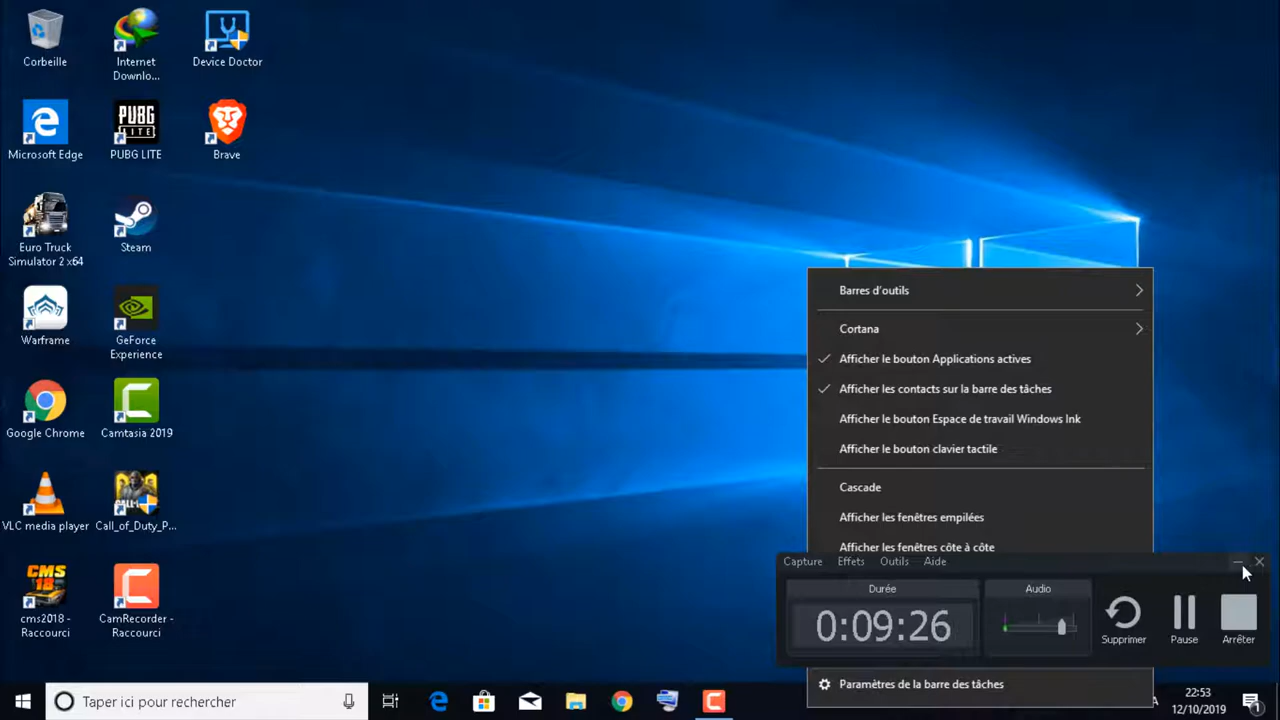 Corbeille
Internet
Downlo...
Device Doctor
Microsoft Edge
PUBG
LITE
PUBG LITE
Brave
Euro Truck
Simulator 2 x64
Steam
Warframe
GeForce
Experience
Google Chrome
Camtasia 2019
VLC media player
Call_of_Duty_P...
CMS
18
cms2018 -
Raccourci
CamRecorder -
Raccourci
Barres d'outils
Cortana
Afficher le bouton Applications actives
Afficher les contacts sur la barre des tâches
Afficher le bouton Espace de travail Windows Ink
Afficher le bouton clavier tactile
Cascade
Afficher les fenêtres empilées
Afficher les fenêtres côte à côte
Capture Effets Outils Aide
Durée
Audio
0:09:26
Supprimer
Pause
Arrêter
Paramètres de la barre des tâches
Taper ici pour rechercher
22:53
12/10/2019
1